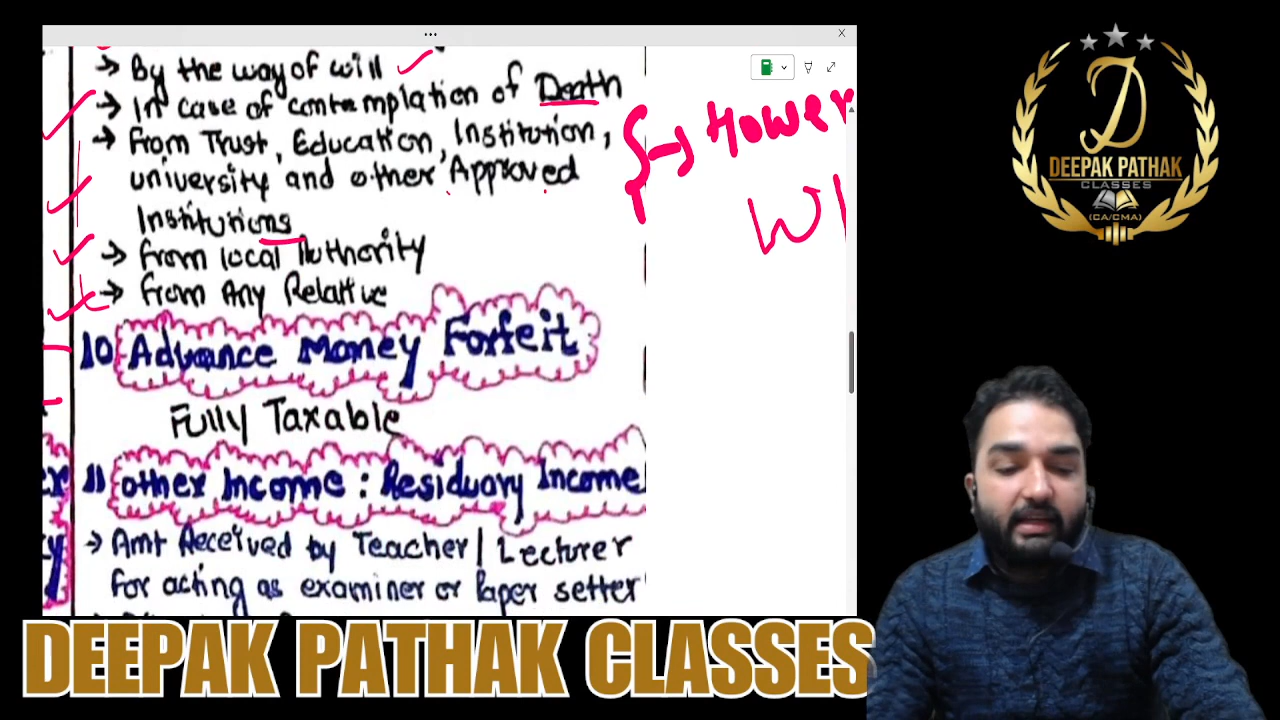 → By the way of will
→ In case of contemplation of Death
→ From Trust, Education, Institution,
university and other Approved
Institutions
→ From Local Authority
→ From Any Relative
10 Advance Money Forfeit
Fully Taxable
11 other Income : Residuary Income
→ Amt Received by Teacher / Lecturer
For acting as examiner or Paper setter
→ Hower
D
DEEPAK PATHAK
CLASSES
(CA/CMA)
DEEPAK PATHAK CLASSES